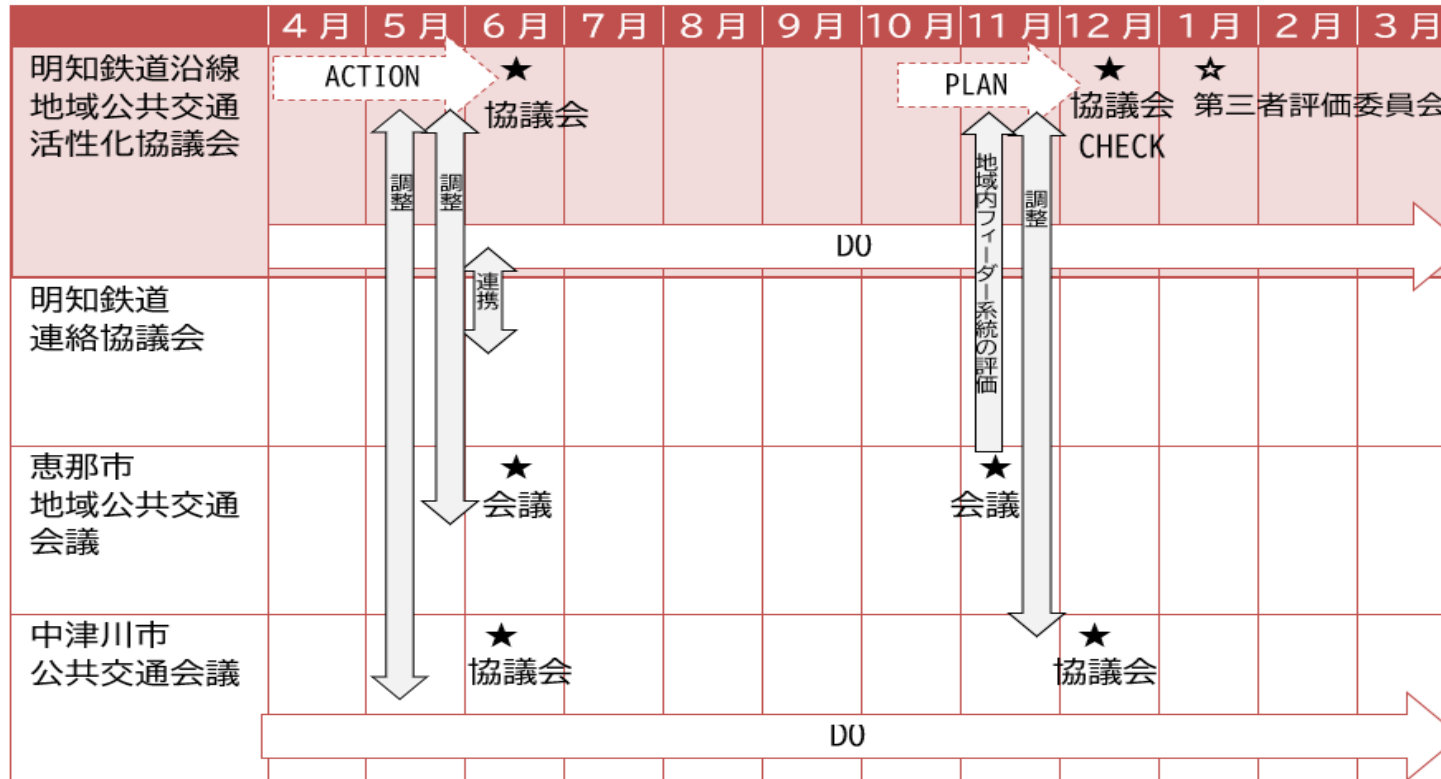 4月 5月 6月 7月 8月 9月 10月 11月 12月 1月 2月 3月
明知鉄道沿線
地域公共交通
活性化協議会
ACTION
★
協議会
PLAN
★
協議会
CHECK
☆
第三者評価委員会
調整
調整
地域内フィーダー系統の評価
調整
DO
連携
明知鉄道
連絡協議会
恵那市
地域公共交通
会議
★
会議
★
会議
中津川市
公共交通会議
★
協議会
★
協議会
DO